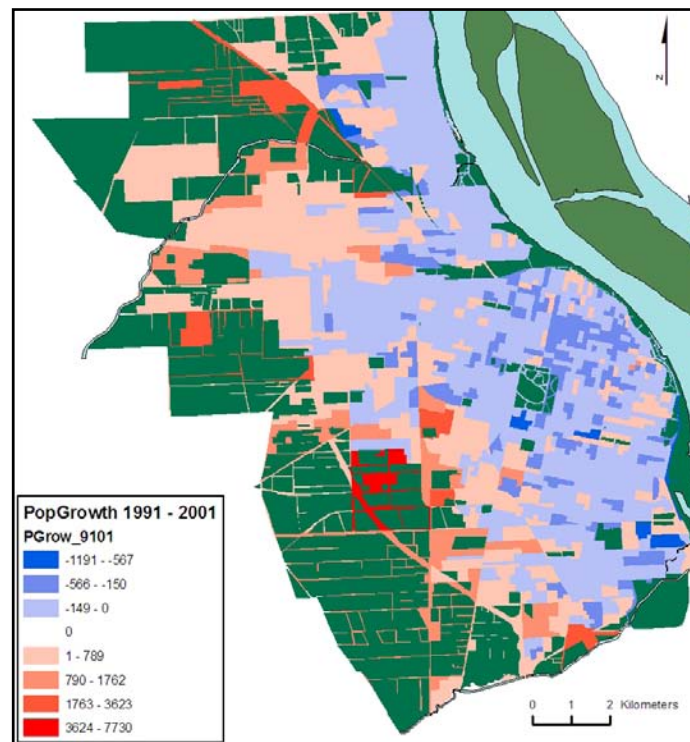 N
PopGrowth 1991 - 2001
PGrow_9101
-1191 - -567
-566 - -150
-149 - 0
0
1 - 789
790 - 1762
1763 - 3623
3624 - 7730
0 1 2 Kilometers